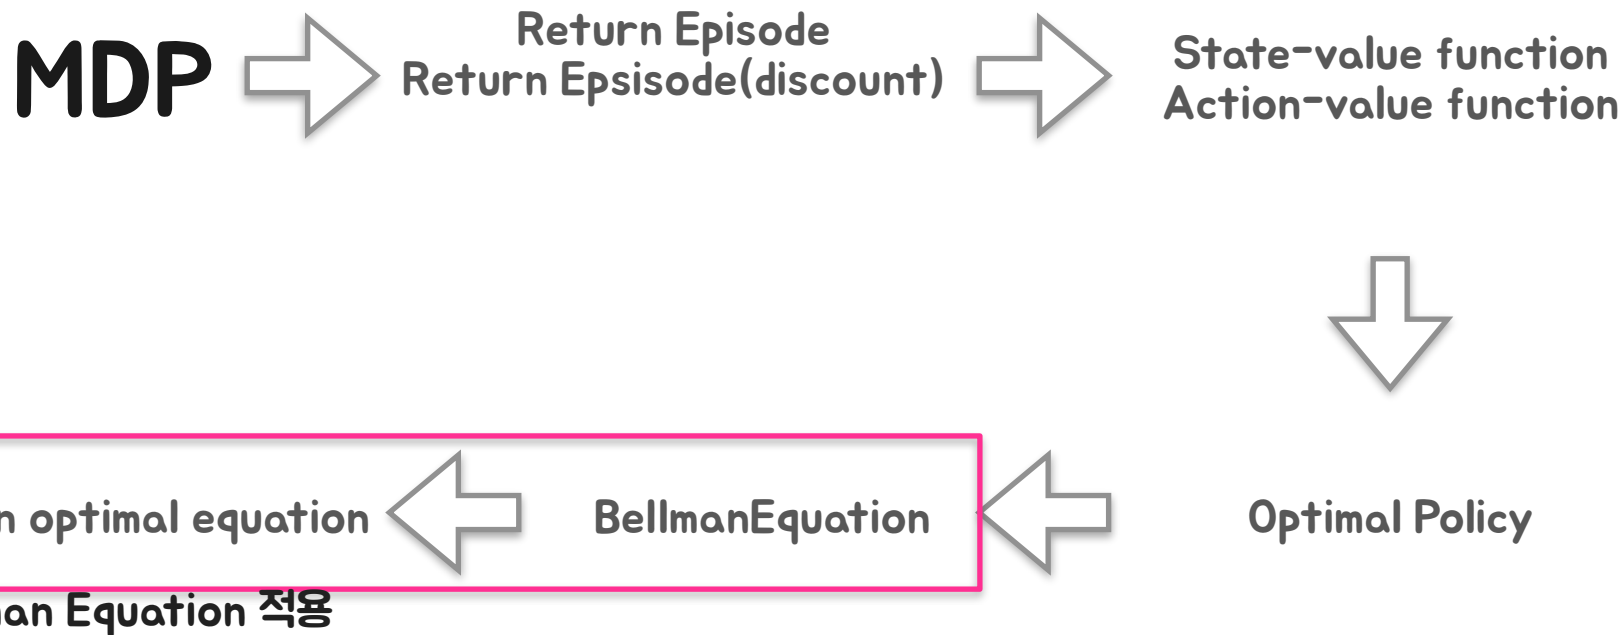 MDP
Return Episode
Return Epsisode(discount)
State-value function
Action-value function
n optimal equation
BellmanEquation
Optimal Policy
an Equation 적용